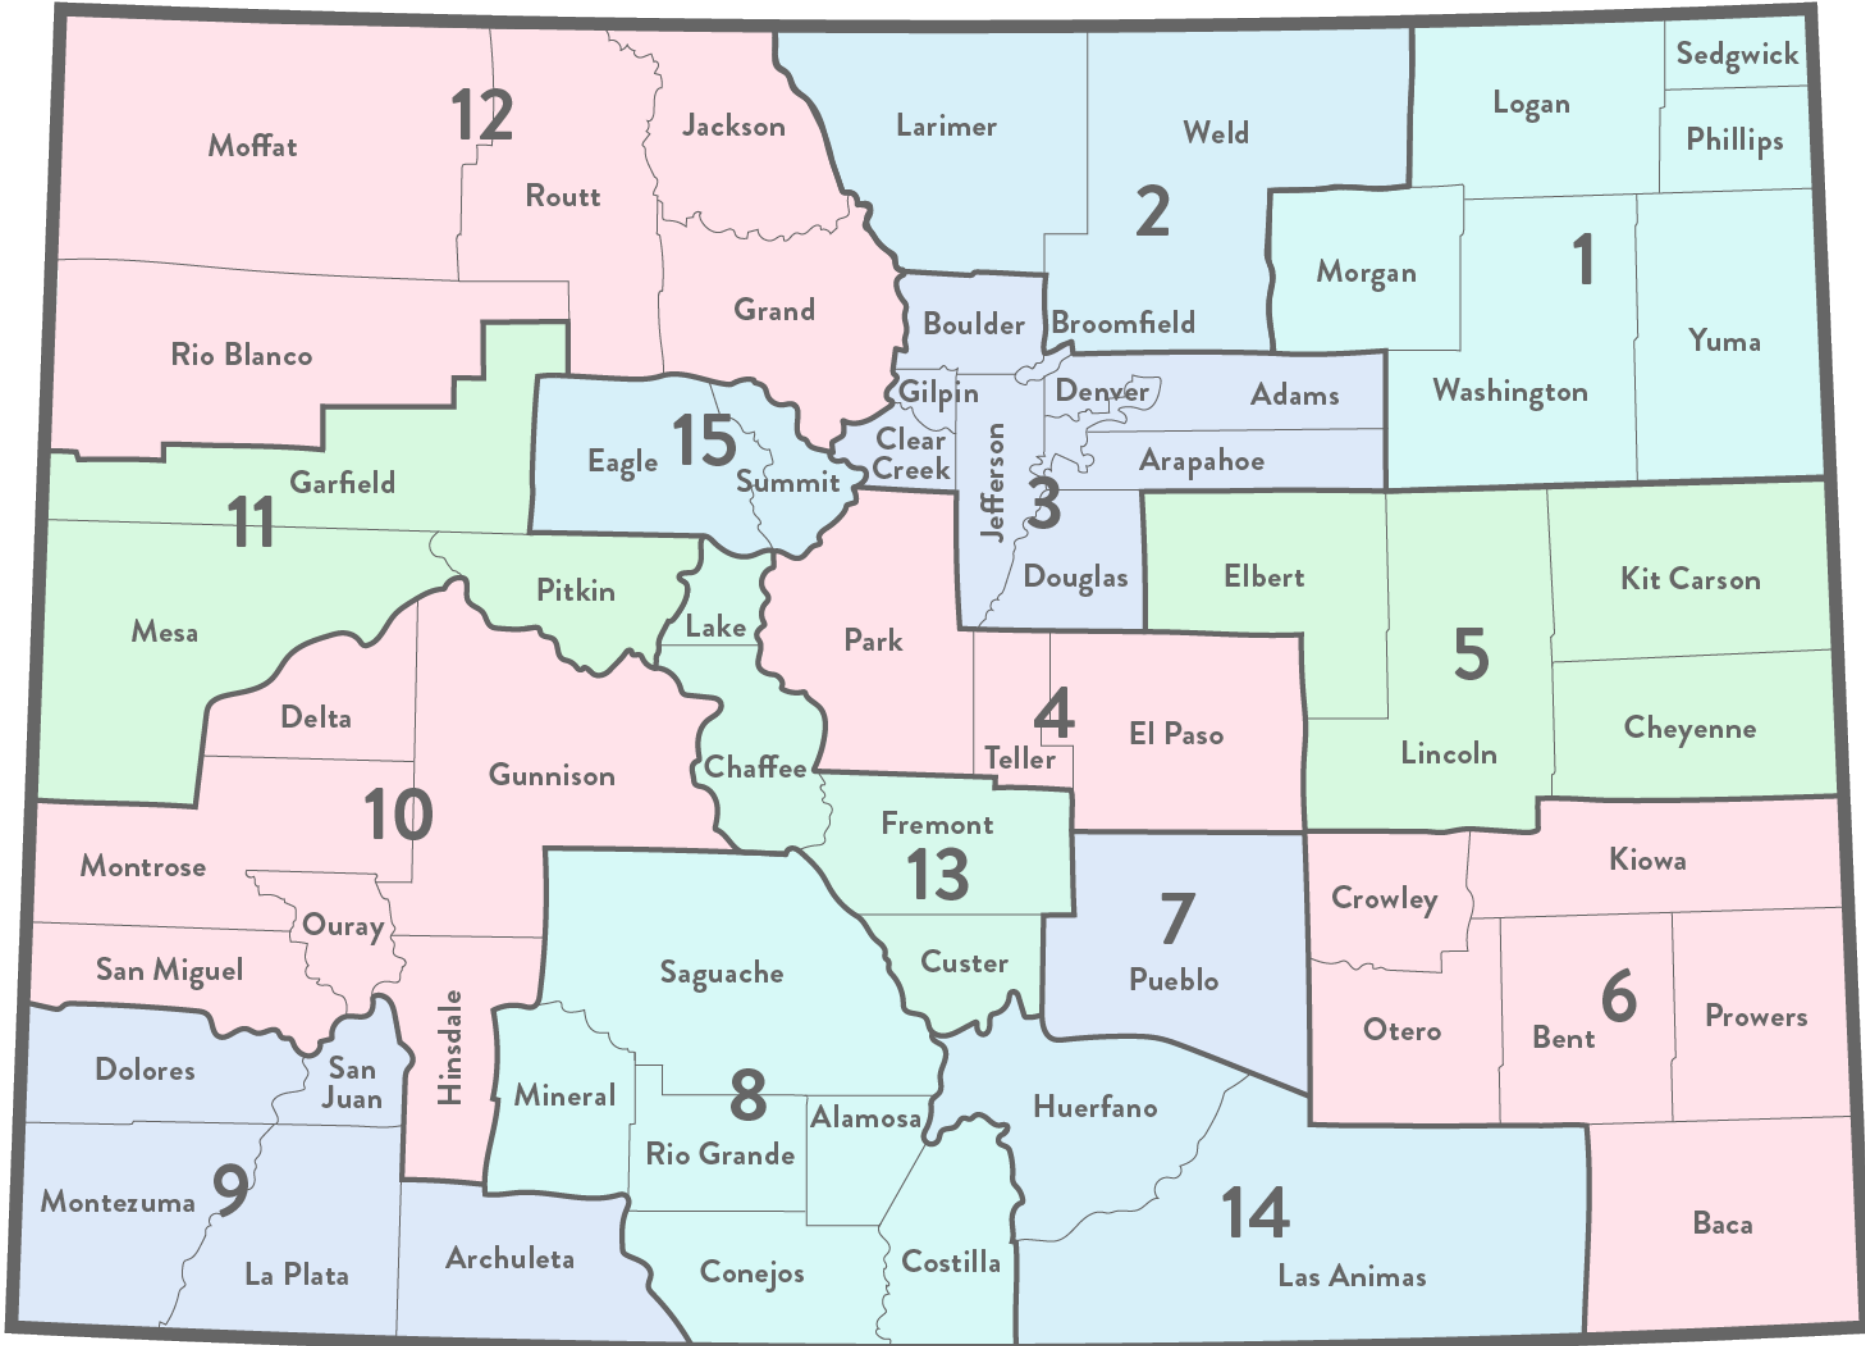 Sedgwick
Logan
12
Jackson
Larimer
Weld
Phillips
Moffat
Routt
2
1
Morgan
Grand
Boulder
Broomfield
Yuma
Rio Blanco
Gilpin
Denver
Adams
Washington
15
Clear
Creek
Eagle
Summit
Arapahoe
Garfield
Jefferson
3
11
Pitkin
Douglas
Elbert
Kit Carson
Mesa
Lake
Park
5
Delta
4
El Paso
Cheyenne
Gunnison
Chaffee
Teller
Lincoln
10
Fremont
Montrose
13
Kiowa
Crowley
7
Ouray
San Miguel
Saguache
Custer
Pueblo
6
Hinsdale
Otero
Bent
Prowers
Dolores
San
Juan
Mineral
8
Alamosa
Huerfano
Rio Grande
9
Montezuma
14
Baca
La Plata
Archuleta
Conejos
Costilla
Las Animas